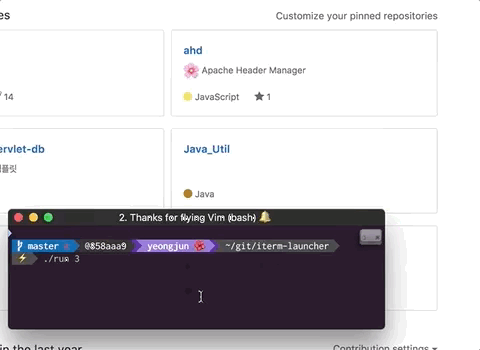 es
Customize your pinned repositories
14
ahd
Apache Header Manager
JavaScript 1
ervlet-db
플릿
Java_Util
Java
2. Thanks for flying Vim (bash)
master 0858aaa9 yeongjun ~/git/iterm-launcher
./run 3
in the last year
Contribution settings